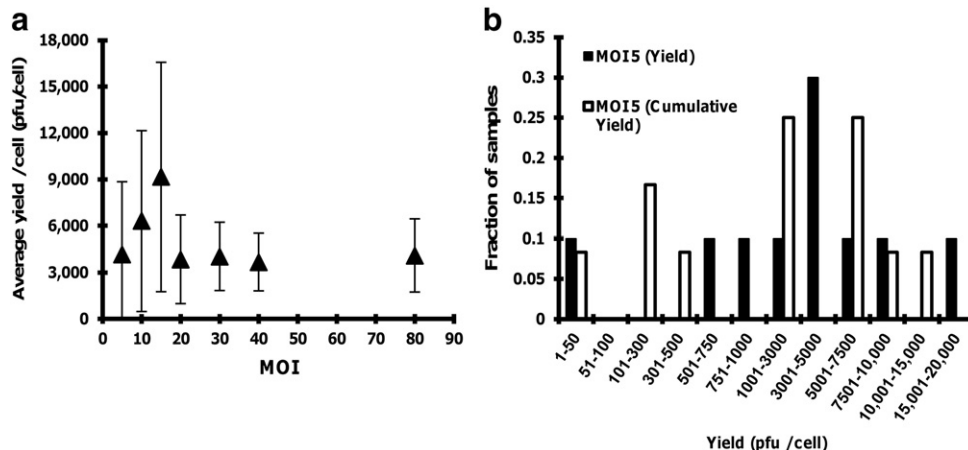 a
18,000
15,000
12,000
9,000
6,000
3,000
0
Average yield /cell (pfu/cell)
0 10 20 30 40 50 60 70 80 90
MOI
b
0.35
0.3
0.25
0.2
0.15
0.1
0.05
0
Fraction of samples
MOI5 (Yield)
MOI5 (Cumulative
Yield)
1-50
51-100
101-300
301-500
501-750
751-1000
1001-3000
3001-5000
5001-7500
7501-10,000
10,001-15,000
15,001-20,000
Yield (pfu /cell)